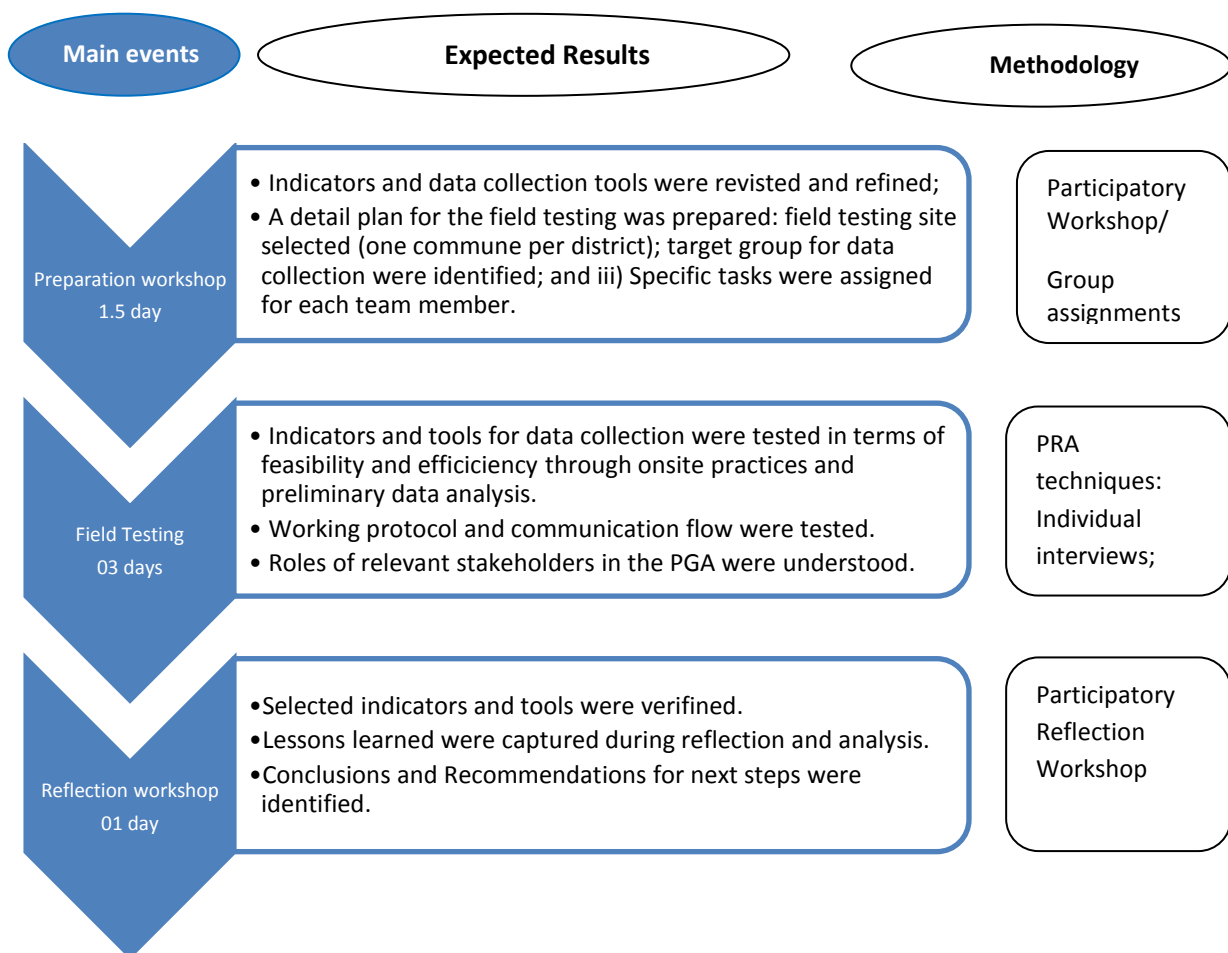 Main events
Expected Results
Methodology
Preparation workshop
1.5 day
• Indicators and data collection tools were revisted and refined;
• A detail plan for the field testing was prepared: field testing site
selected (one commune per district); target group for data
collection were identified; and iii) Specific tasks were assigned
for each team member.
Participatory
Workshop/
Group
assignments
Field Testing
03 days
• Indicators and tools for data collection were tested in terms of
feasibility and efficiciency through onsite practices and
preliminary data analysis.
• Working protocol and communication flow were tested.
• Roles of relevant stakeholders in the PGA were understood.
PRA
techniques:
Individual
interviews;
Reflection workshop
01 day
•Selected indicators and tools were verifined.
•Lessons learned were captured during reflection and analysis.
•Conclusions and Recommendations for next steps were
identified.
Participatory
Reflection
Workshop